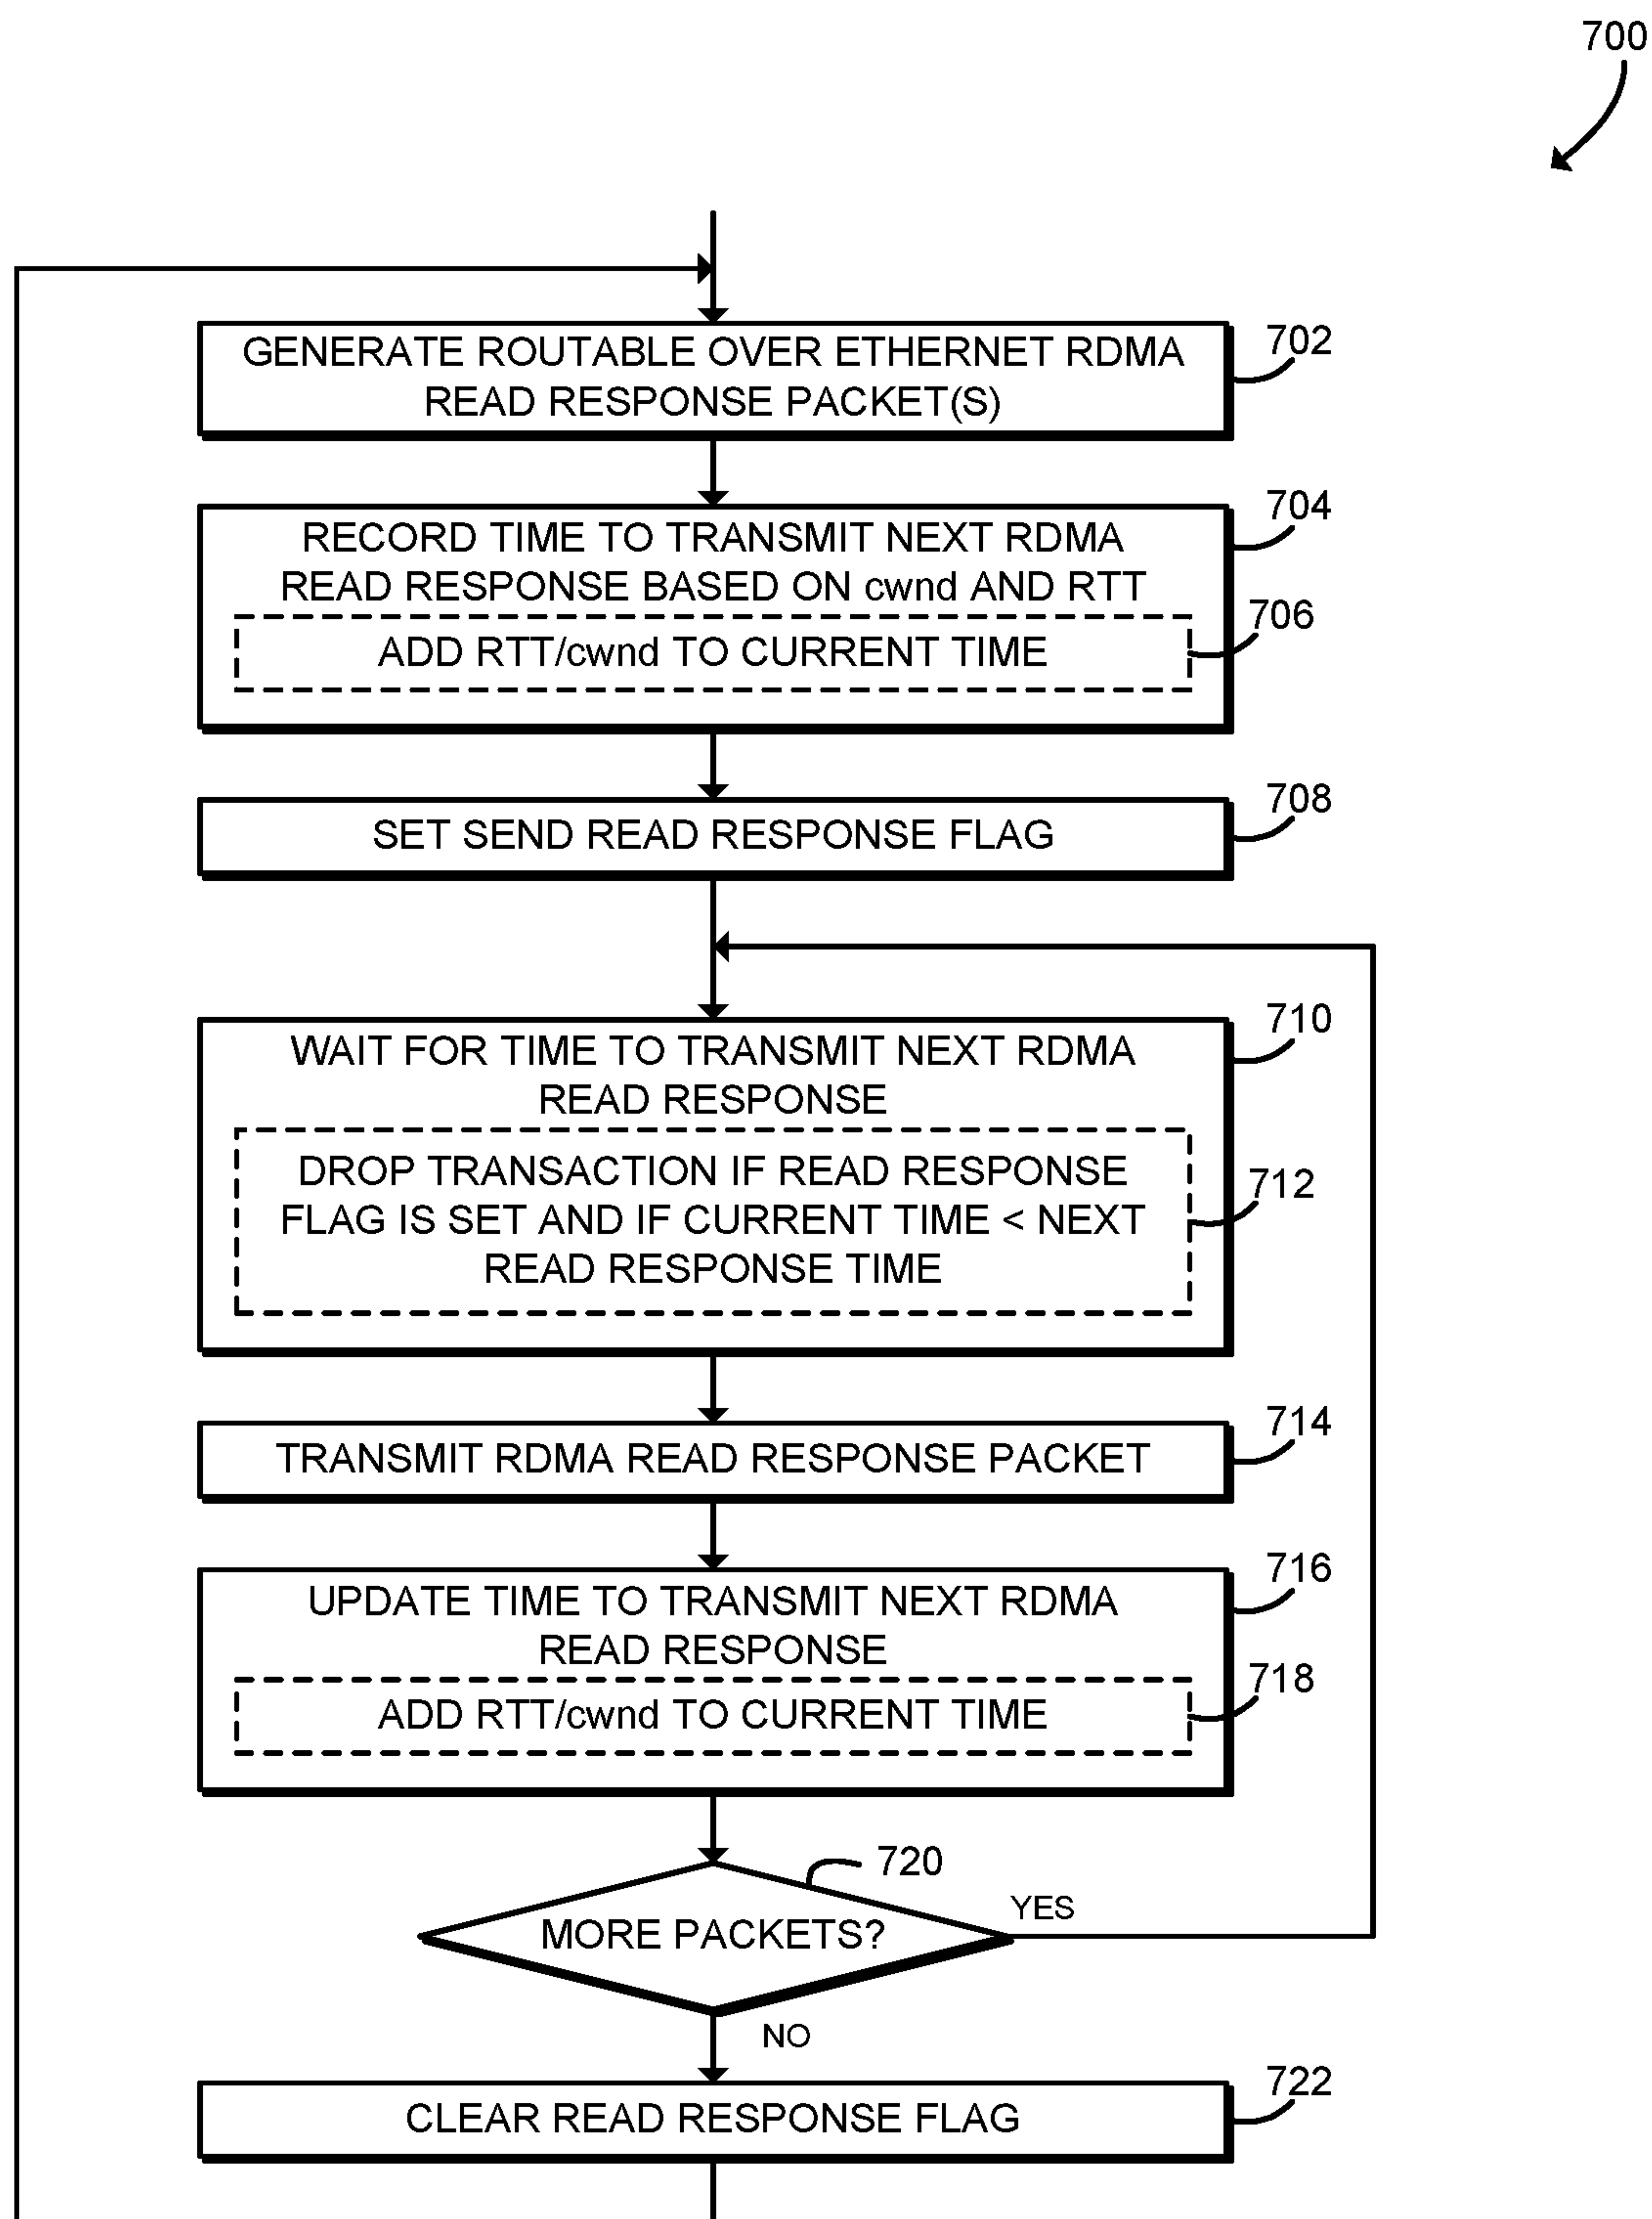 700
GENERATE ROUTABLE OVER ETHERNET RDMA
READ RESPONSE PACKET(S)
702
RECORD TIME TO TRANSMIT NEXT RDMA
READ RESPONSE BASED ON cwnd AND RTT
704
ADD RTT/cwnd TO CURRENT TIME
706
SET SEND READ RESPONSE FLAG
708
WAIT FOR TIME TO TRANSMIT NEXT RDMA
READ RESPONSE
710
DROP TRANSACTION IF READ RESPONSE
FLAG IS SET AND IF CURRENT TIME < NEXT
READ RESPONSE TIME
712
TRANSMIT RDMA READ RESPONSE PACKET
714
UPDATE TIME TO TRANSMIT NEXT RDMA
READ RESPONSE
716
ADD RTT/cwnd TO CURRENT TIME
718
720
MORE PACKETS?
YES
NO
CLEAR READ RESPONSE FLAG
722